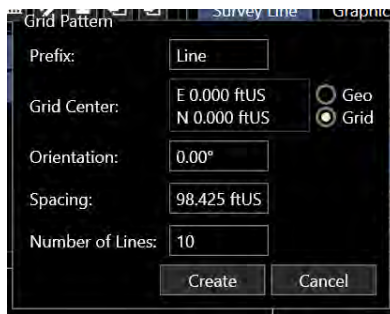 Survey Line Graphic
Grid Pattern
Prefix: Line
Grid Center: E 0.000 ftUS
N 0.000 ftUS
Geo
Grid
Orientation: 0.00°
Spacing: 98.425 ftUS
Number of Lines: 10
Create Cancel